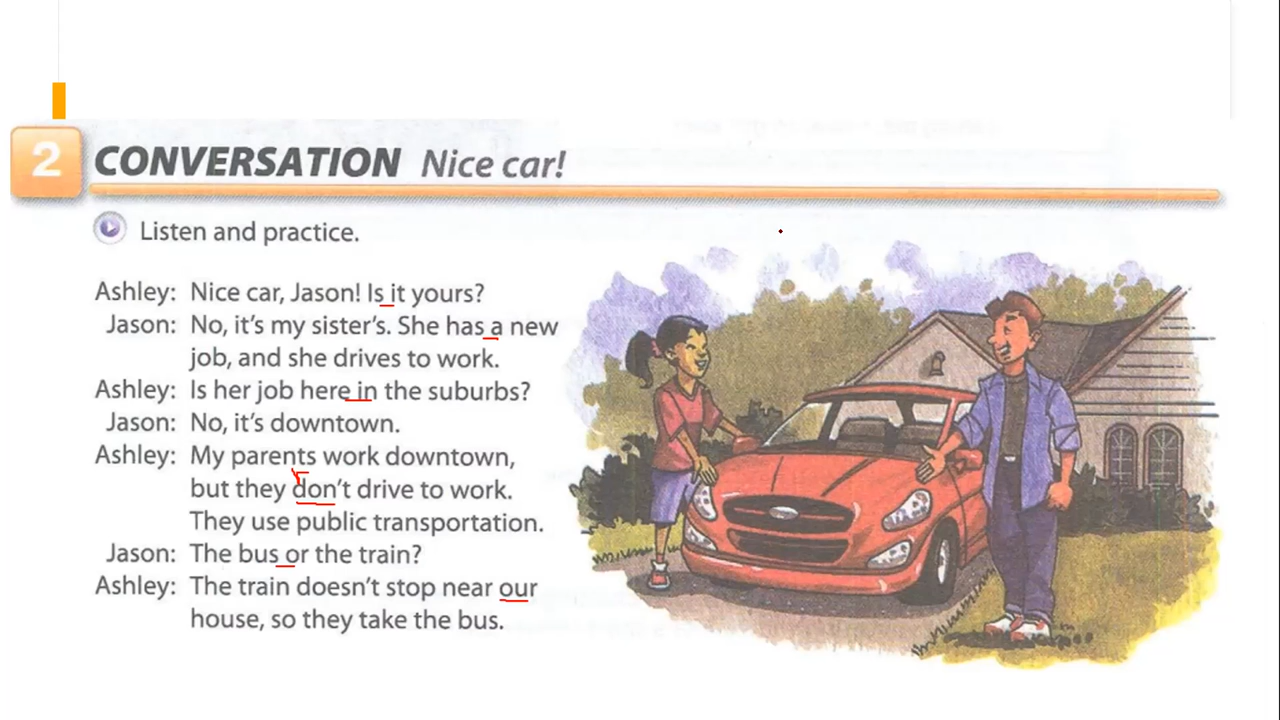 2 CONVERSATION Nice car!
Listen and practice.
Ashley: Nice car, Jason! Is it yours?
Jason: No, it's my sister's. She has a new
job, and she drives to work.
Ashley: Is her job here in the suburbs?
Jason: No, it's downtown.
Ashley: My parents work downtown,
but they don't drive to work.
They use public transportation.
Jason: The bus or the train?
Ashley: The train doesn't stop near our
house, so they take the bus.